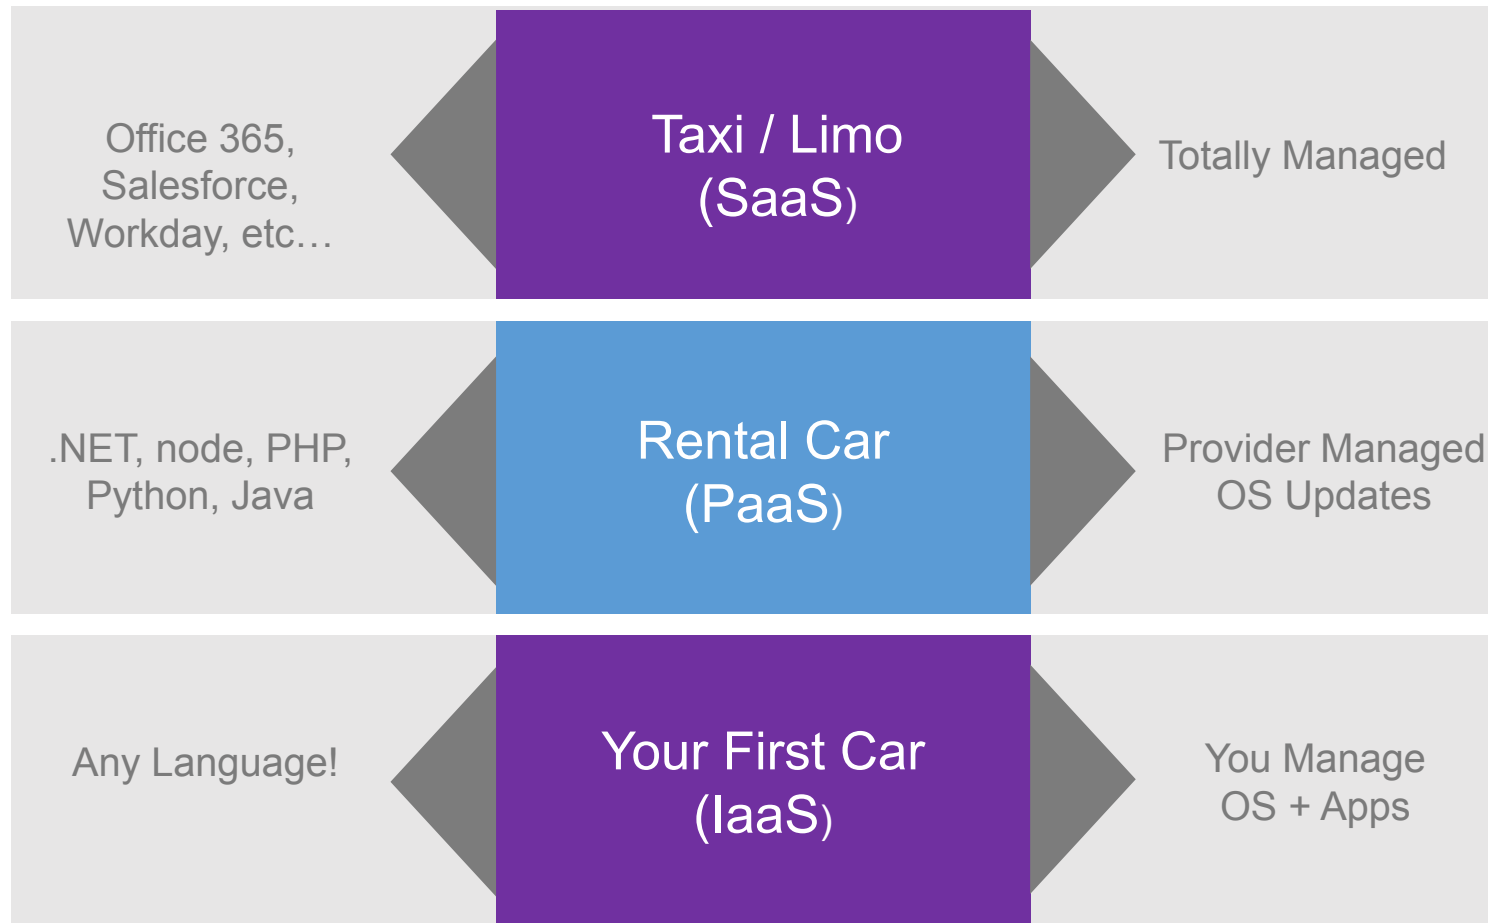 Office 365,
Salesforce,
Workday, etc…
Taxi / Limo
(SaaS)
Totally Managed
.NET, node, PHP,
Python, Java
Rental Car
(PaaS)
Provider Managed
OS Updates
Any Language!
Your First Car
(IaaS)
You Manage
OS + Apps